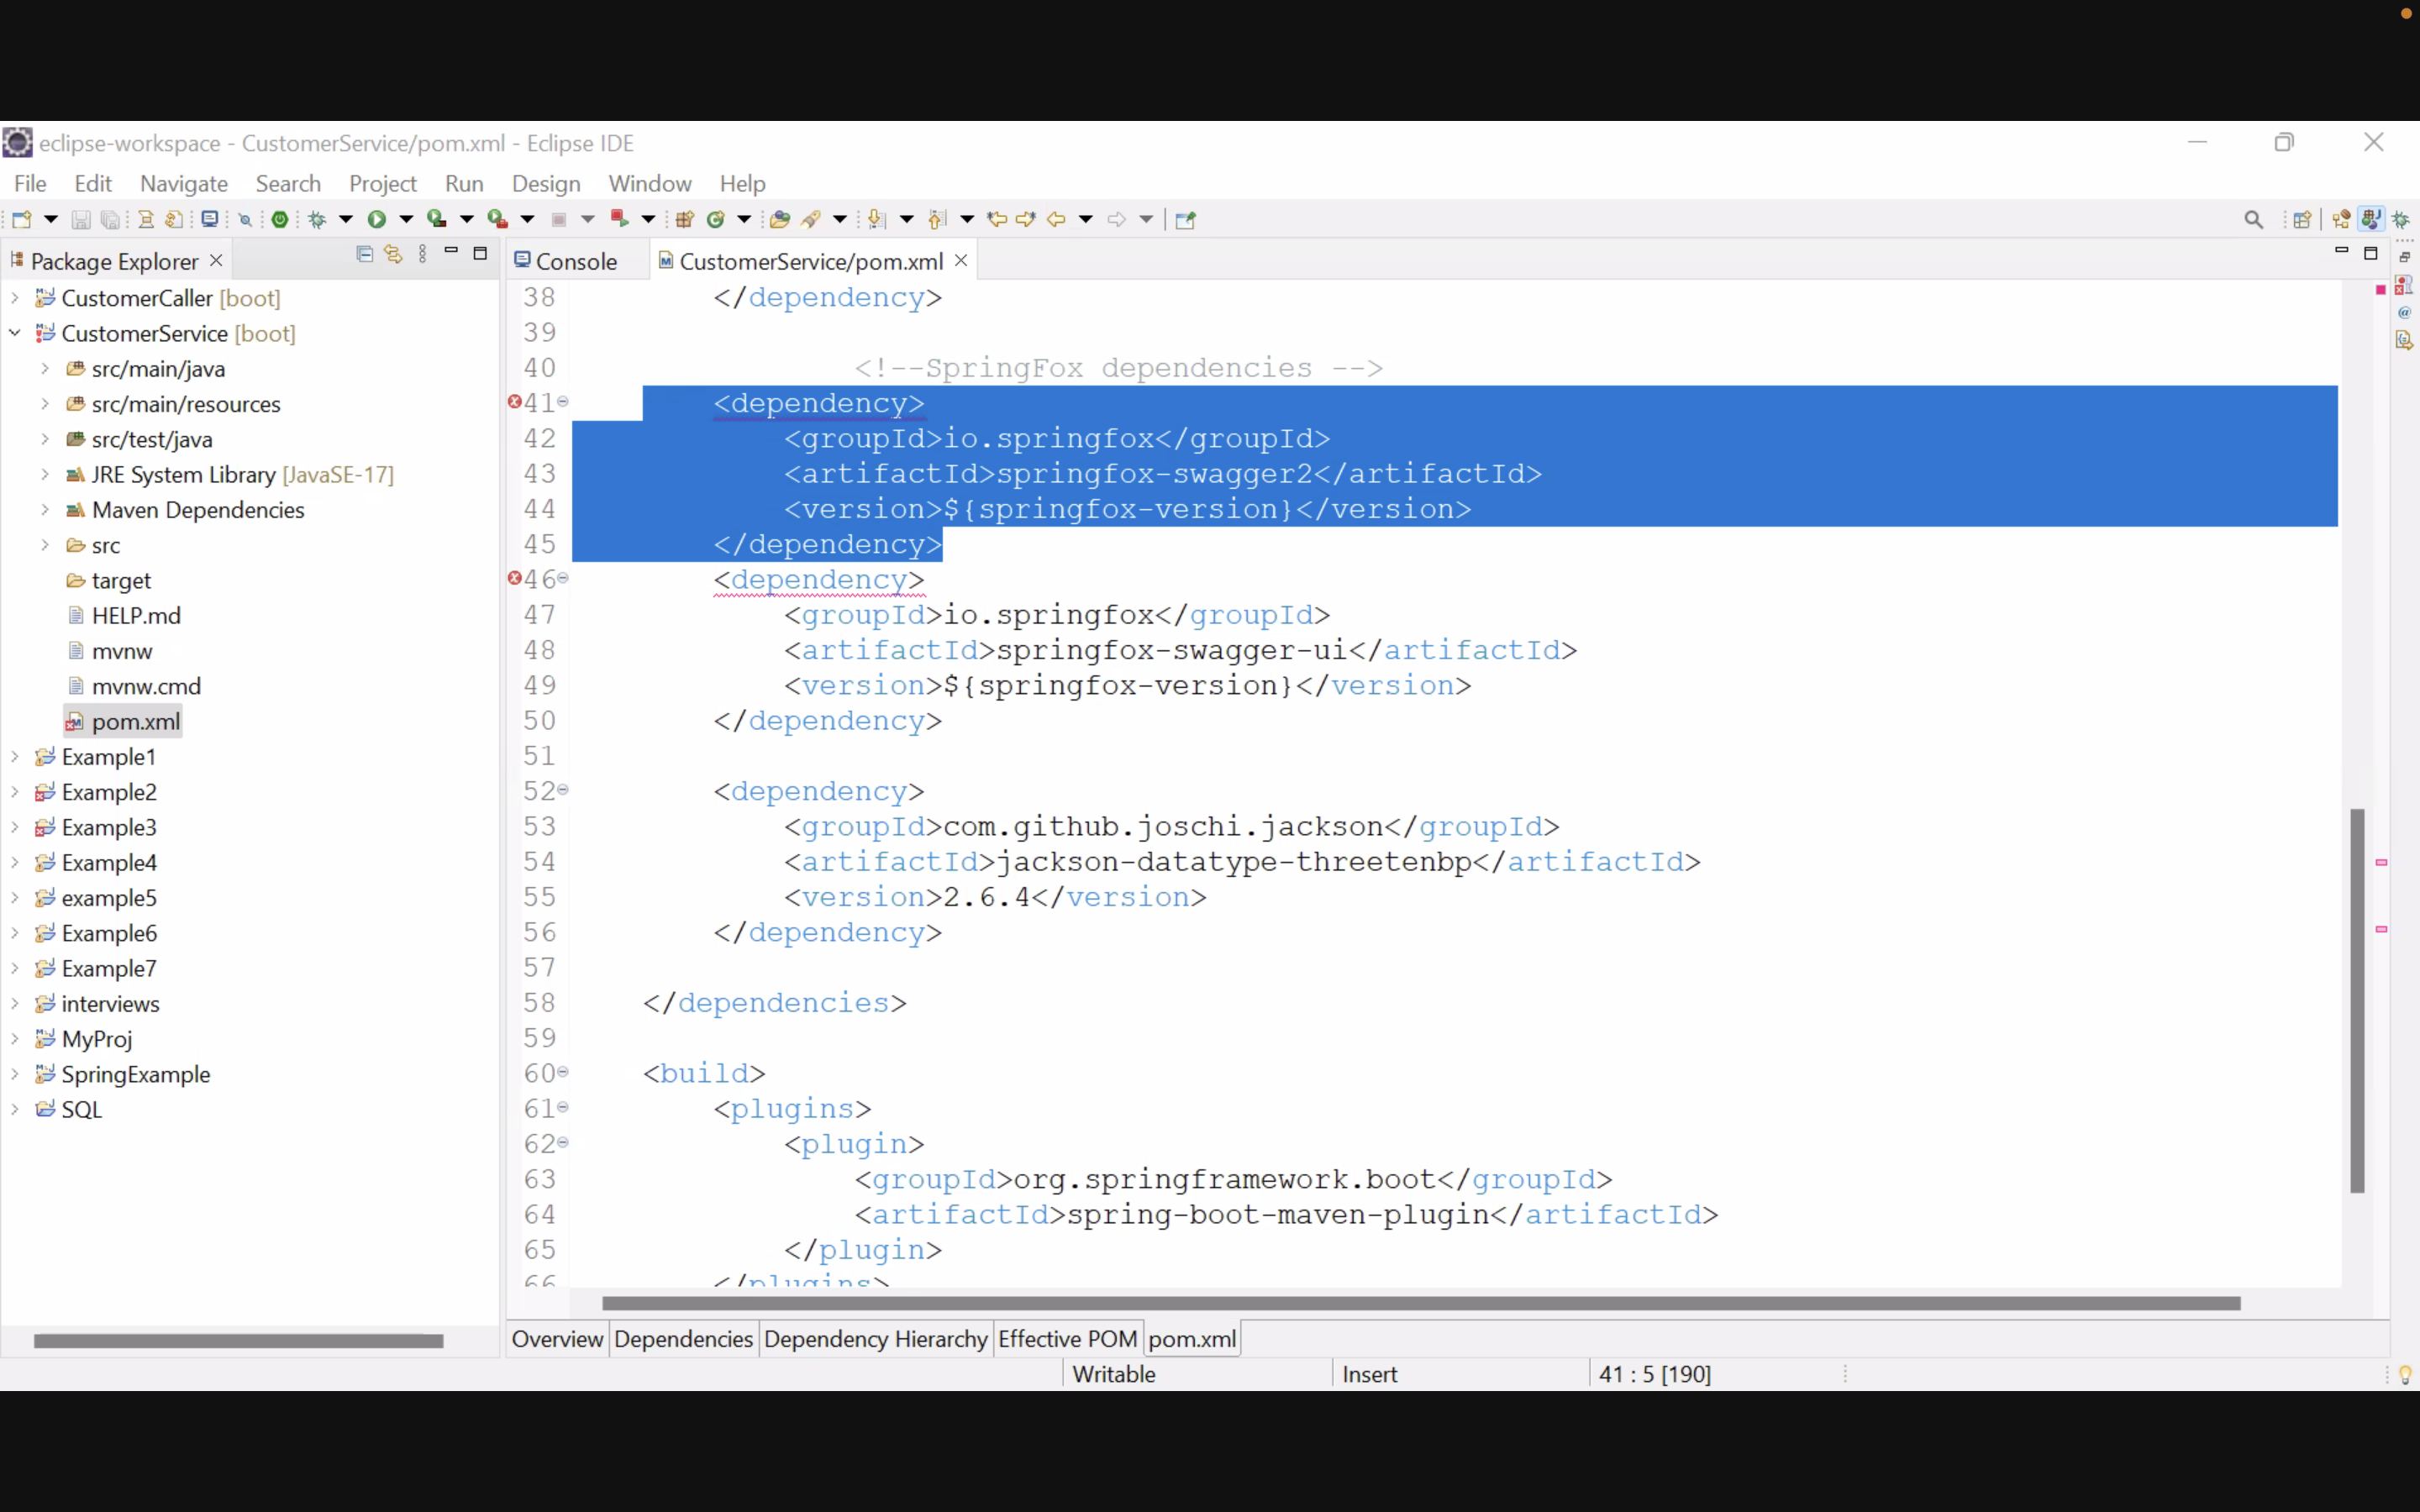 eclipse-workspace - CustomerService/pom.xml - Eclipse IDE
File Edit Navigate Search Project Run Design Window Help
Package Explorer
CustomerCaller [boot]
CustomerService [boot]
src/main/java
src/main/resources
src/test/java
JRE System Library [JavaSE-17]
Maven Dependencies
src
target
HELP.md
mvnw
mvnw.cmd
pom.xml
Example1
Example2
Example3
Example4
example5
Example6
Example7
interviews
MyProj
SpringExample
SQL
Console CustomerService/pom.xml
38 </dependency>
39
40 <!--SpringFox dependencies -->
41 <dependency>
42 <groupId>io.springfox</groupId>
43 <artifactId>springfox-swagger2</artifactId>
44 <version>${springfox-version}</version>
45 </dependency>
46 <dependency>
47 <groupId>io.springfox</groupId>
48 <artifactId>springfox-swagger-ui</artifactId>
49 <version>${springfox-version}</version>
50 </dependency>
51
52 <dependency>
53 <groupId>com.github.joschi.jackson</groupId>
54 <artifactId>jackson-datatype-threetenbp</artifactId>
55 <version>2.6.4</version>
56 </dependency>
57
58 </dependencies>
59
60 <build>
61 <plugins>
62 <plugin>
63 <groupId>org.springframework.boot</groupId>
64 <artifactId>spring-boot-maven-plugin</artifactId>
65 </plugin>
66 </plugins>
Overview Dependencies Dependency Hierarchy Effective POM pom.xml
Writable Insert 41 : 5 [190]